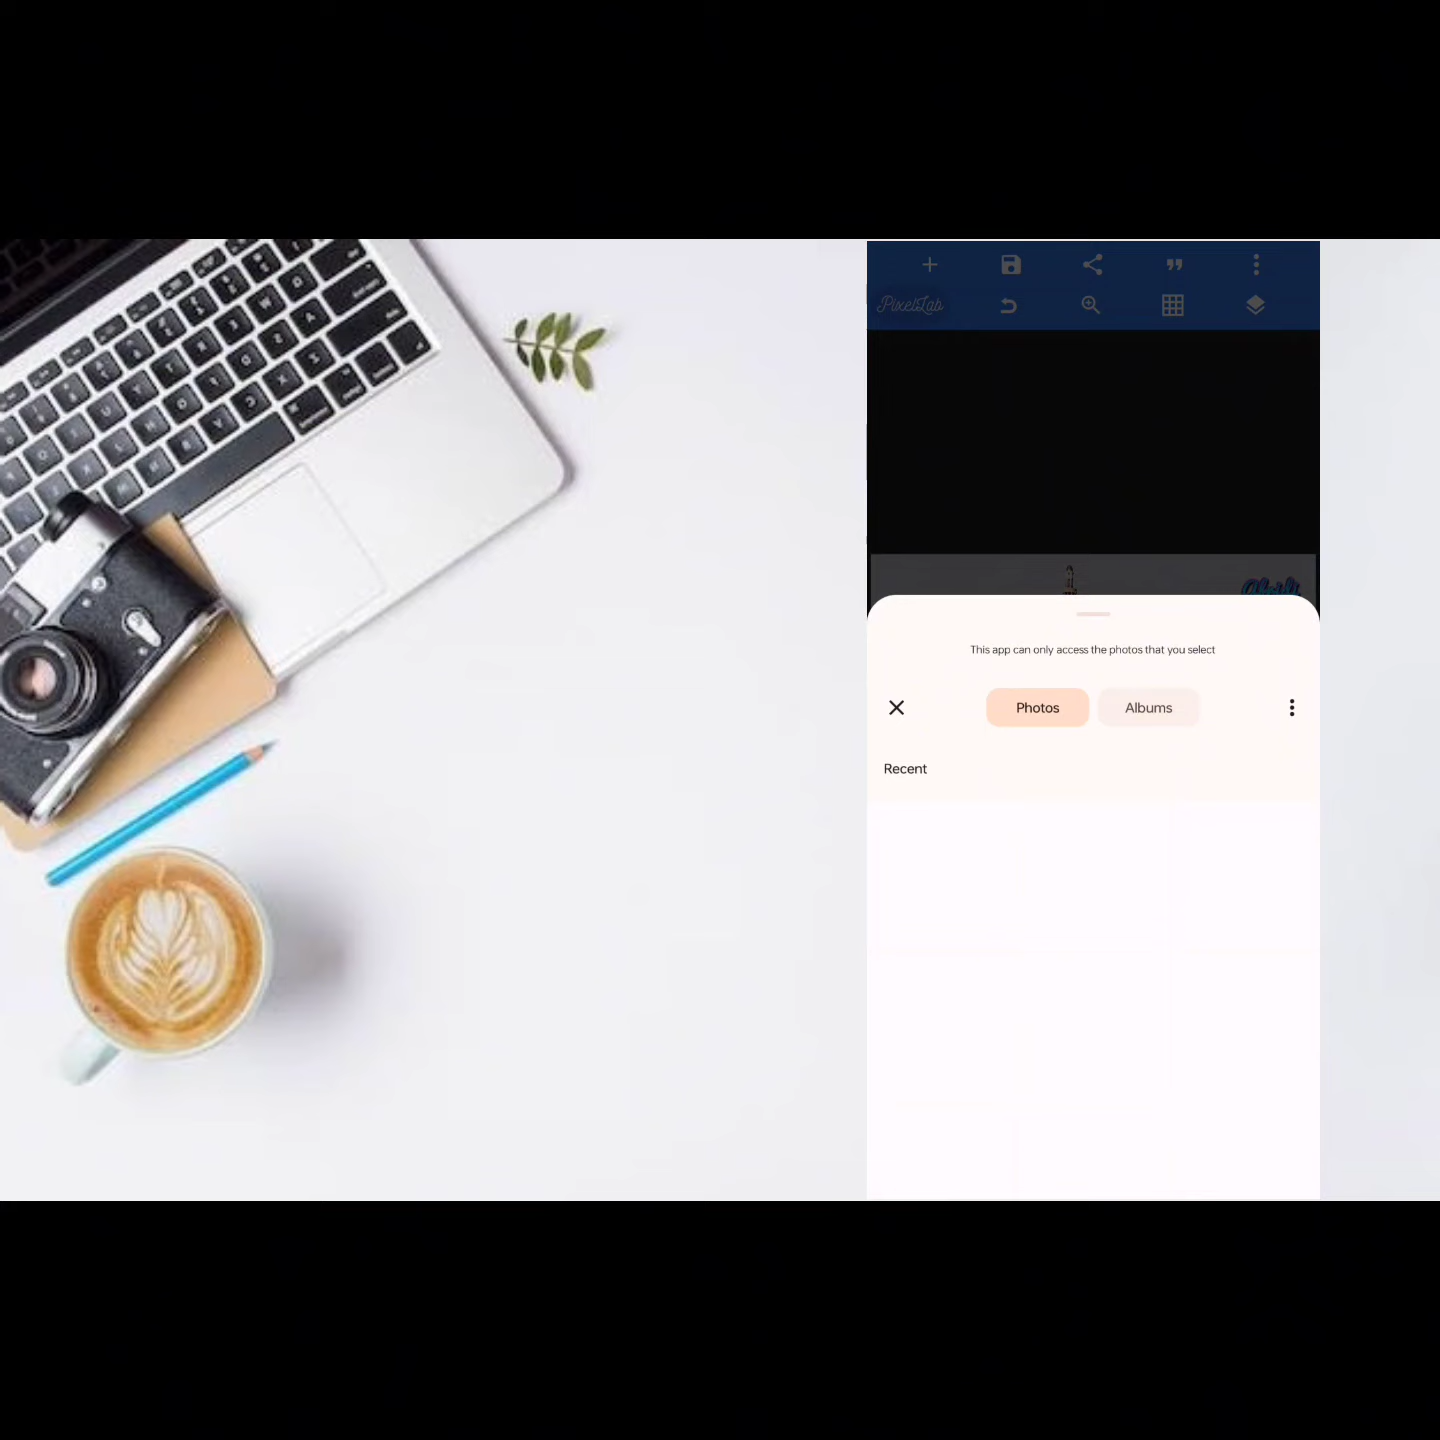 PixelLab
This app can only access the photos that you select
Photos
Albums
Recent